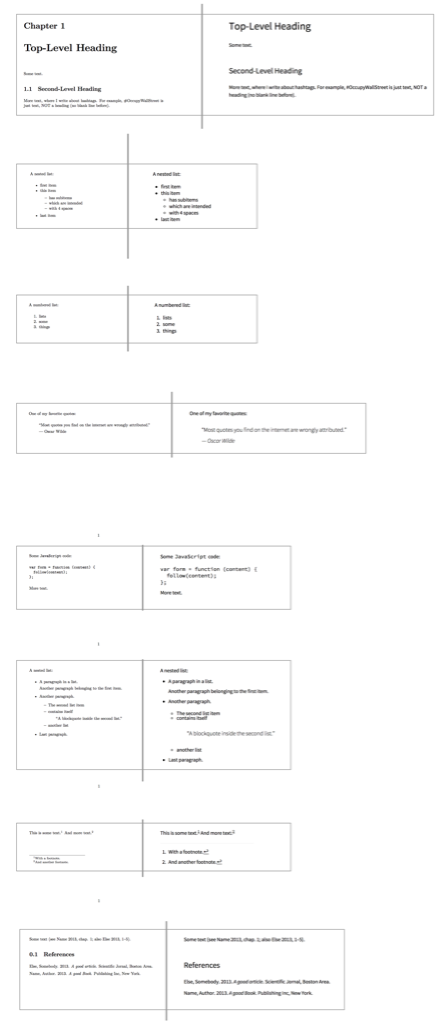 Chapter 1
Top-Level Heading
Some text.
1.1 Second-Level Heading
More text, where I write about hashtags. For example, #OccupyWallStreet is
just text, NOT a heading (no blank line before).
Top-Level Heading
Some text.
Second-Level Heading
More text, where I write about hashtags. For example, #OccupyWallStreet is just text, NOT a
heading (no blank line before).
A nested list:
• first item
• this item
– has subitems
– which are intended
– with 4 spaces
• last item
A nested list:
• first item
• this item
◦ has subitems
◦ which are intended
◦ with 4 spaces
• last item
A numbered list:
1. lists
2. some
3. things
A numbered list:
1. lists
2. some
3. things
One of my favorite quotes:
“Most quotes you find on the internet are wrongly attributed.”
— Oscar Wilde
One of my favorite quotes:
“Most quotes you find on the internet are wrongly attributed.”
— Oscar Wilde
1
Some JavaScript code:
var form = function (content) {
follow(content);
};
More text.
Some JavaScript code:
var form = function (content) {
follow(content);
};
More text.
A nested list:
• A paragraph in a list.
Another paragraph belonging to the first item.
• Another paragraph.
– The second list item
– contains itself
“A blockquote inside the second list.”
– another list
• Last paragraph.
A nested list:
• A paragraph in a list.
Another paragraph belonging to the first item.
• Another paragraph.
◦ The second list item
◦ contains itself
“A blockquote inside the second list.”
◦ another list
• Last paragraph.
This is some text.1 And more text.2
1With a footnote.
2And another footnote.
This is some text.1 And more text.2
1. With a footnote.↩
2. And another footnote.↩
Some text (see Name 2013, chap. 1; also Else 2013, 1–5).
0.1 References
Else, Somebody. 2013. A good article. Scientific Jornal, Boston Area.
Name, Author. 2013. A good Book. Publishing Inc, New York.
Some text (see Name 2013, chap. 1; also Else 2013, 1–5).
References
Else, Somebody. 2013. A good article. Scientific Jornal, Boston Area.
Name, Author. 2013. A good Book. Publishing Inc, New York.